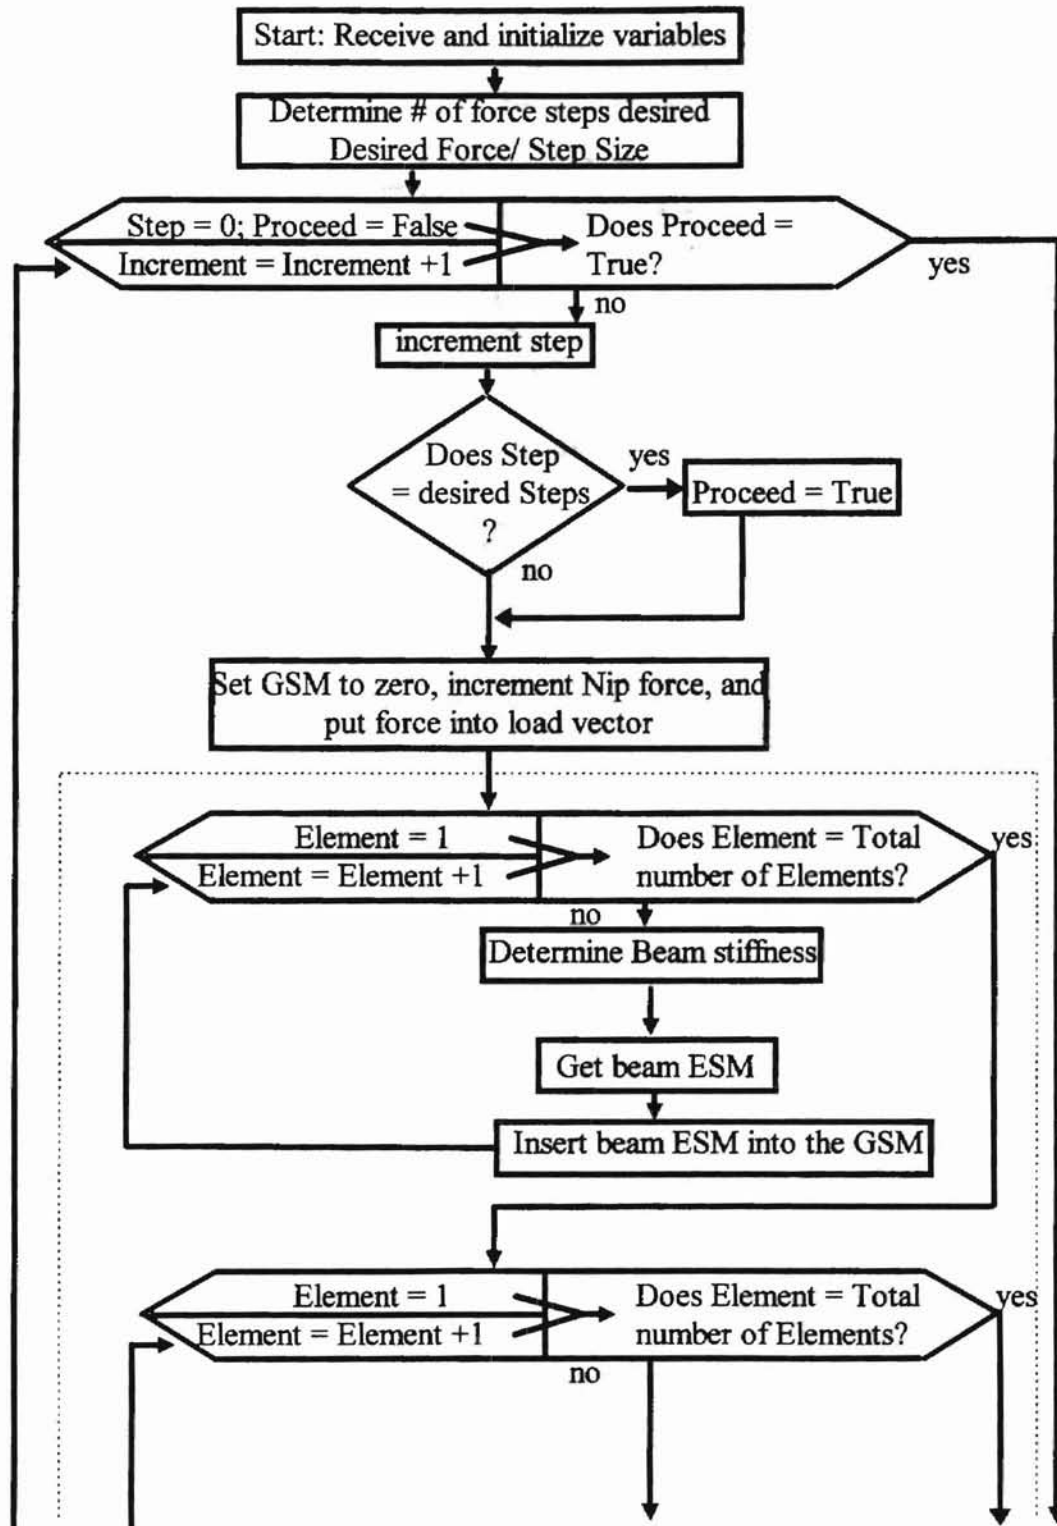 Start: Receive and initialize variables
Determine # of force steps desired
Desired Force/ Step Size
Step = 0; Proceed = False
Increment = Increment +1
Does Proceed =
True?
yes
no
increment step
Does Step
= desired Steps
?
yes
Proceed = True
no
Set GSM to zero, increment Nip force, and
put force into load vector
Element = 1
Element = Element +1
Does Element = Total
number of Elements?
yes
no
Determine Beam stiffness
Get beam ESM
Insert beam ESM into the GSM
Element = 1
Element = Element +1
Does Element = Total
number of Elements?
yes
no